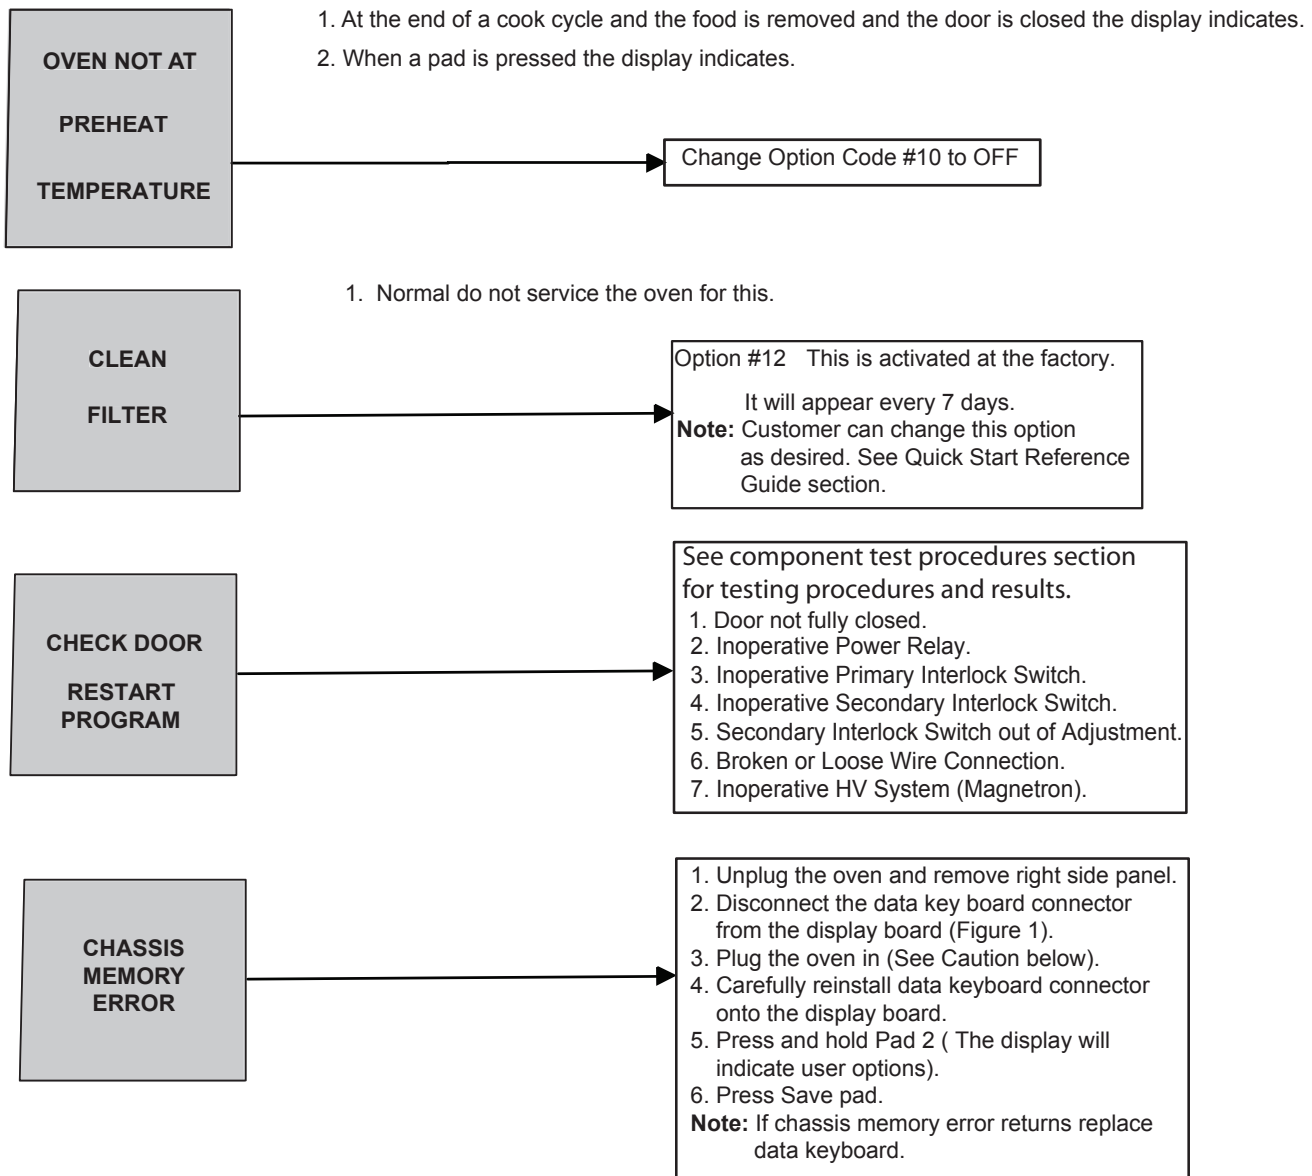 1. At the end of a cook cycle and the food is removed and the door is closed the display indicates.
2. When a pad is pressed the display indicates.
OVEN NOT AT
PREHEAT
TEMPERATURE
Change Option Code #10 to OFF
1. Normal do not service the oven for this.
CLEAN
FILTER
Option #12 This is activated at the factory.
It will appear every 7 days.
Note: Customer can change this option
as desired. See Quick Start Reference
Guide section.
CHECK DOOR
RESTART
PROGRAM
See component test procedures section
for testing procedures and results.
1. Door not fully closed.
2. Inoperative Power Relay.
3. Inoperative Primary Interlock Switch.
4. Inoperative Secondary Interlock Switch.
5. Secondary Interlock Switch out of Adjustment.
6. Broken or Loose Wire Connection.
7. Inoperative HV System (Magnetron).
CHASSIS
MEMORY
ERROR
1. Unplug the oven and remove right side panel.
2. Disconnect the data key board connector
from the display board (Figure 1).
3. Plug the oven in (See Caution below).
4. Carefully reinstall data keyboard connector
onto the display board.
5. Press and hold Pad 2 ( The display will
indicate user options).
6. Press Save pad.
Note: If chassis memory error returns replace
data keyboard.